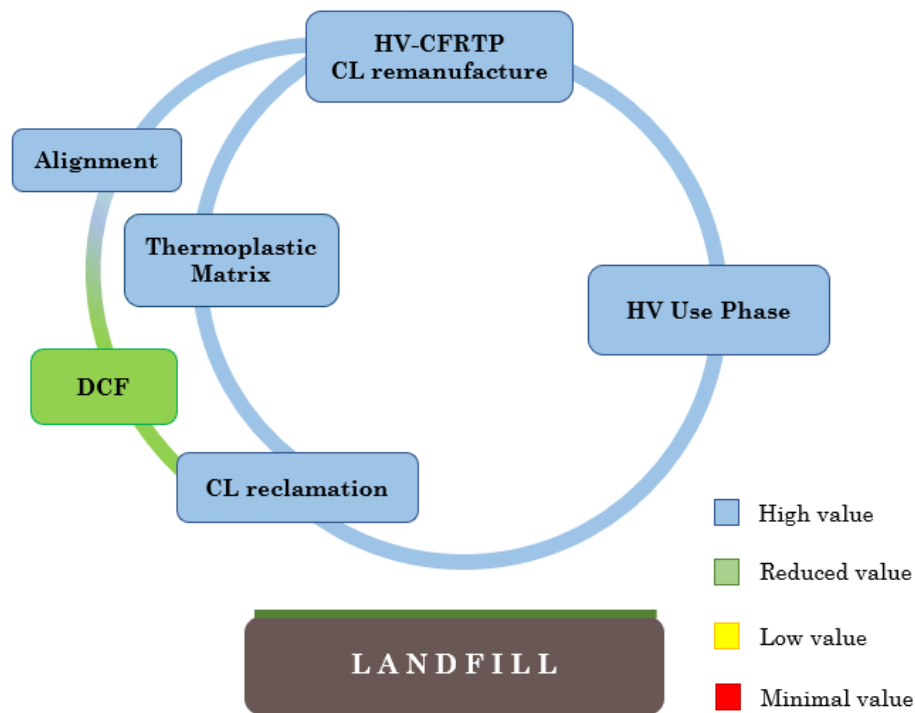 HV-CFRTP
CL remanufacture
Alignment
Thermoplastic
Matrix
HV Use Phase
DCF
CL reclamation
High value
Reduced value
Low value
Minimal value
LANDFILL